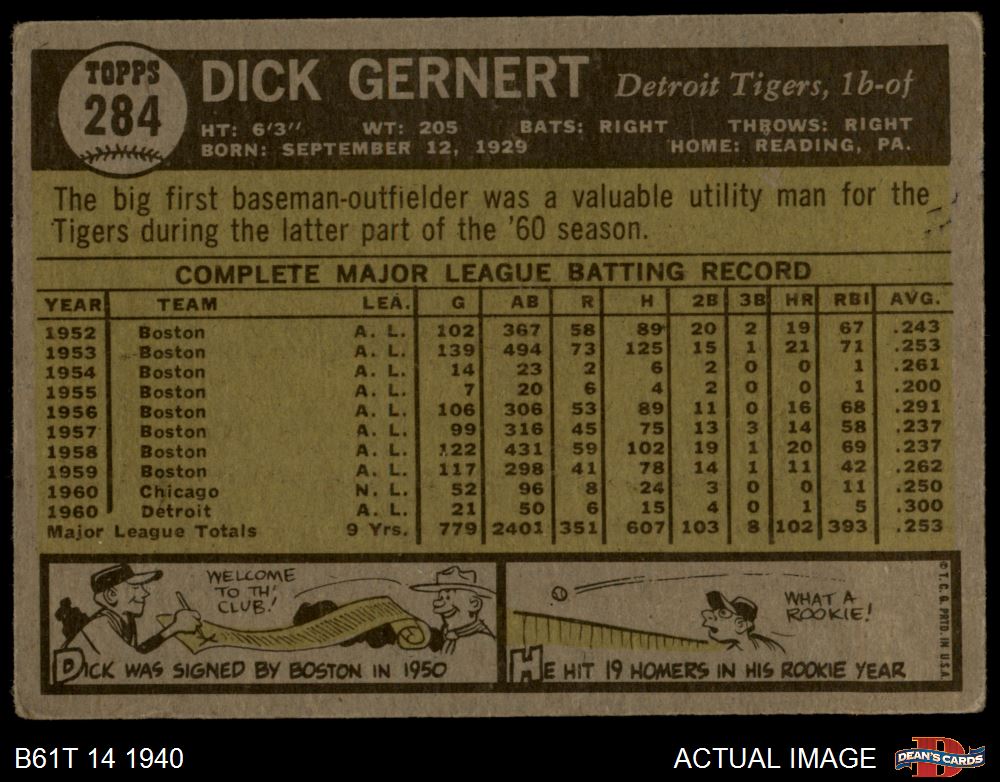 TOPPS
284
DICK GERNERT Detroit Tigers, 1b-of
HT: 6'3" WT: 205 BATS: RIGHT THROWS: RIGHT
BORN: SEPTEMBER 12, 1929 HOME: READING, PA.
The big first baseman-outfielder was a valuable utility man for the
Tigers during the latter part of the '60 season.
COMPLETE MAJOR LEAGUE BATTING RECORD
YEAR TEAM LEA. G AB R H 2B 3B HR RBI AVG.
1952 Boston A. L. 102 367 58 89 20 2 19 67 .243
1953 Boston A. L. 139 494 73 125 15 1 21 71 .253
1954 Boston A. L. 14 23 2 6 2 0 0 1 .261
1955 Boston A. L. 7 20 6 4 2 0 0 1 .200
1956 Boston A. L. 106 306 53 89 11 0 16 68 .291
1957 Boston A. L. 99 316 45 75 13 3 14 58 .237
1958 Boston A. L. 122 431 59 102 19 1 20 69 .237
1959 Boston A. L. 117 298 41 78 14 1 11 42 .262
1960 Chicago N. L. 52 96 8 24 3 0 0 11 .250
1960 Detroit A. L. 21 50 6 15 4 0 1 5 .300
Major League Totals 9 Yrs. 779 2401 351 607 103 8 102 393 .253
WELCOME
TO TH'
CLUB!
DICK WAS SIGNED BY BOSTON IN 1950
WHAT A
ROOKIE!
HE HIT 19 HOMERS IN HIS ROOKIE YEAR
© T. C. G. PRTD. IN U.S.A.
B61T 14 1940
ACTUAL IMAGE
D
DEAN'S CARDS